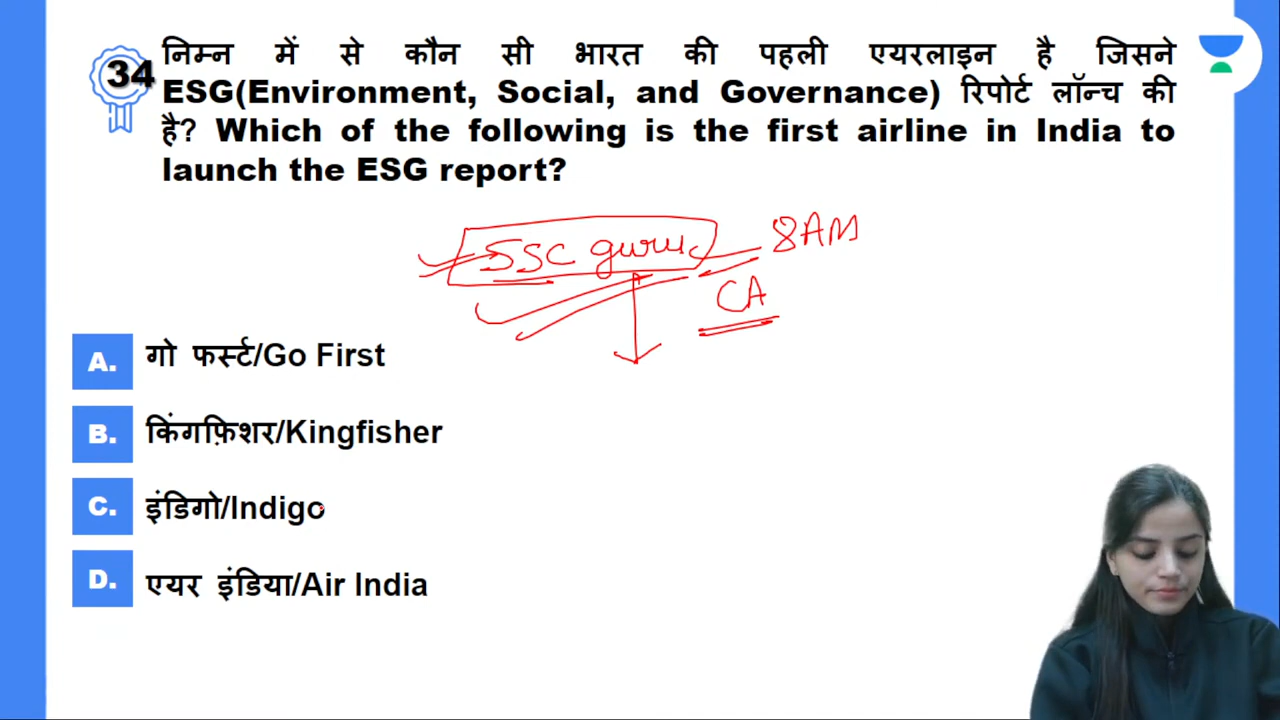 34
निम्न में से कौन सी भारत की पहली एयरलाइन है जिसने
ESG(Environment, Social, and Governance) रिपोर्ट लॉन्च की
है? Which of the following is the first airline in India to
launch the ESG report?
SSC guru 8AM
CA
A. गो फर्स्ट/Go First
B. किंगफ़िशर/Kingfisher
C. इंडिगो/Indigo
D. एयर इंडिया/Air India